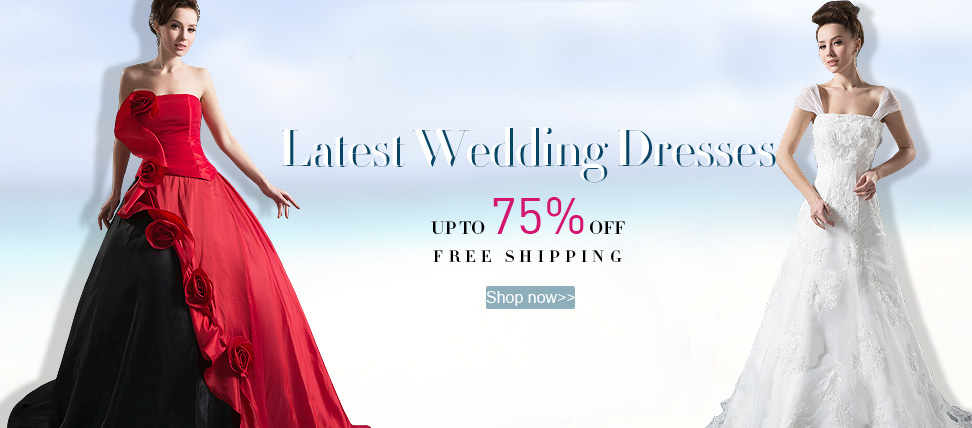 Latest Wedding Dresses
UP TO 75% OFF
FREE SHIPPING
Shop now>>